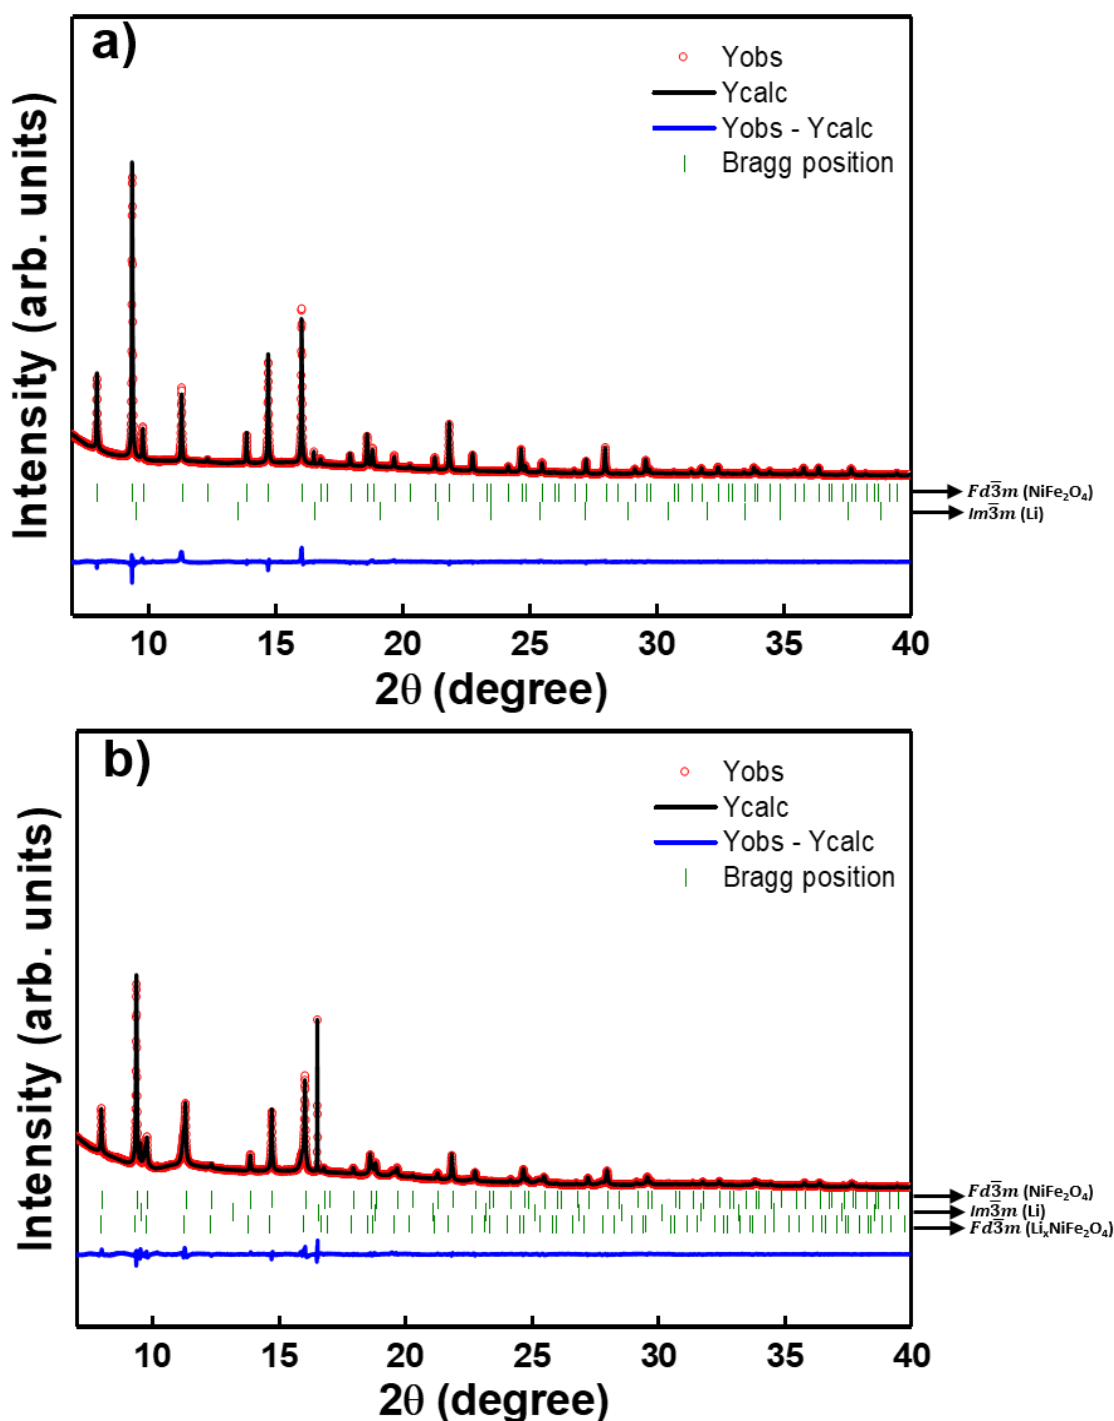 a)
Yobs
Ycalc
Yobs - Ycalc
Bragg position
Intensity (arb. units)
Fd3̅m (NiFe₂O₄)
Im3̅m (Li)
10 15 20 25 30 35 40
2θ (degree)
b)
Yobs
Ycalc
Yobs - Ycalc
Bragg position
Intensity (arb. units)
Fd3̅m (NiFe₂O₄)
Im3̅m (Li)
Fd3̅m (LiₓNiFe₂O₄)
10 15 20 25 30 35 40
2θ (degree)